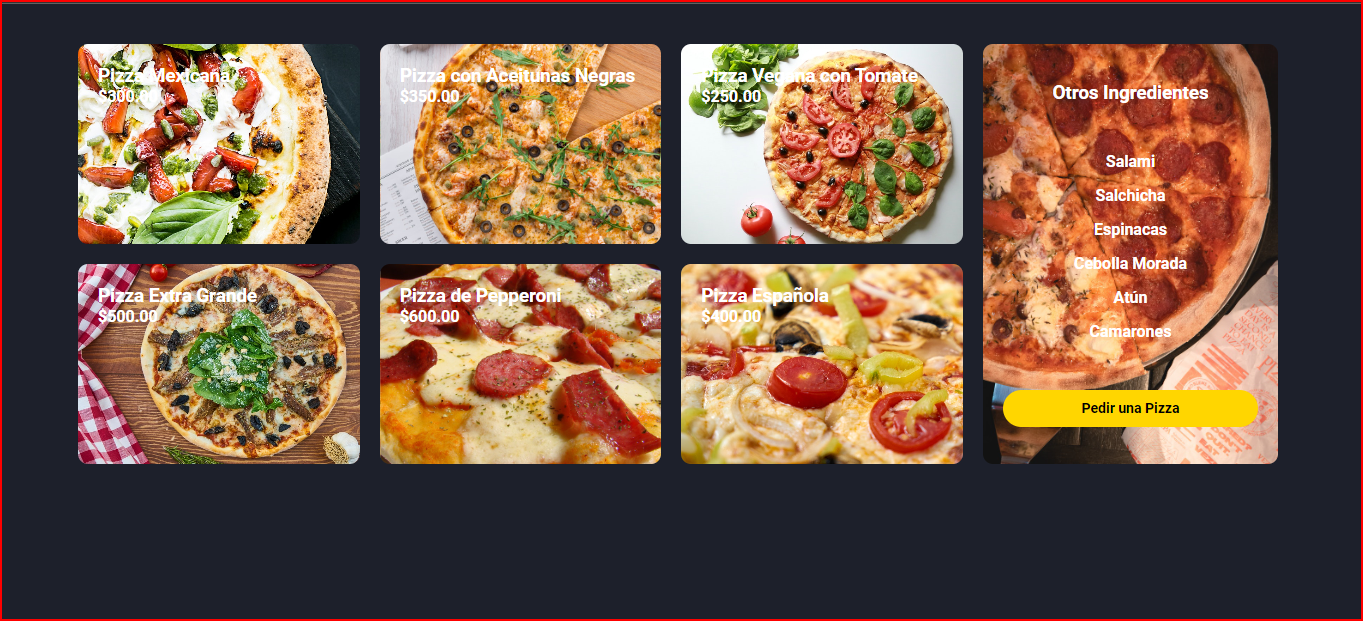 Pizza Mexicana
$300.00
Pizza con Aceitunas Negras
$350.00
Pizza Vegana con Tomate
$250.00
Pizza Extra Grande
$500.00
Pizza de Pepperoni
$600.00
Pizza Española
$400.00
Otros Ingredientes
Salami
Salchicha
Espinacas
Cebolla Morada
Atún
Camarones
Pedir una Pizza